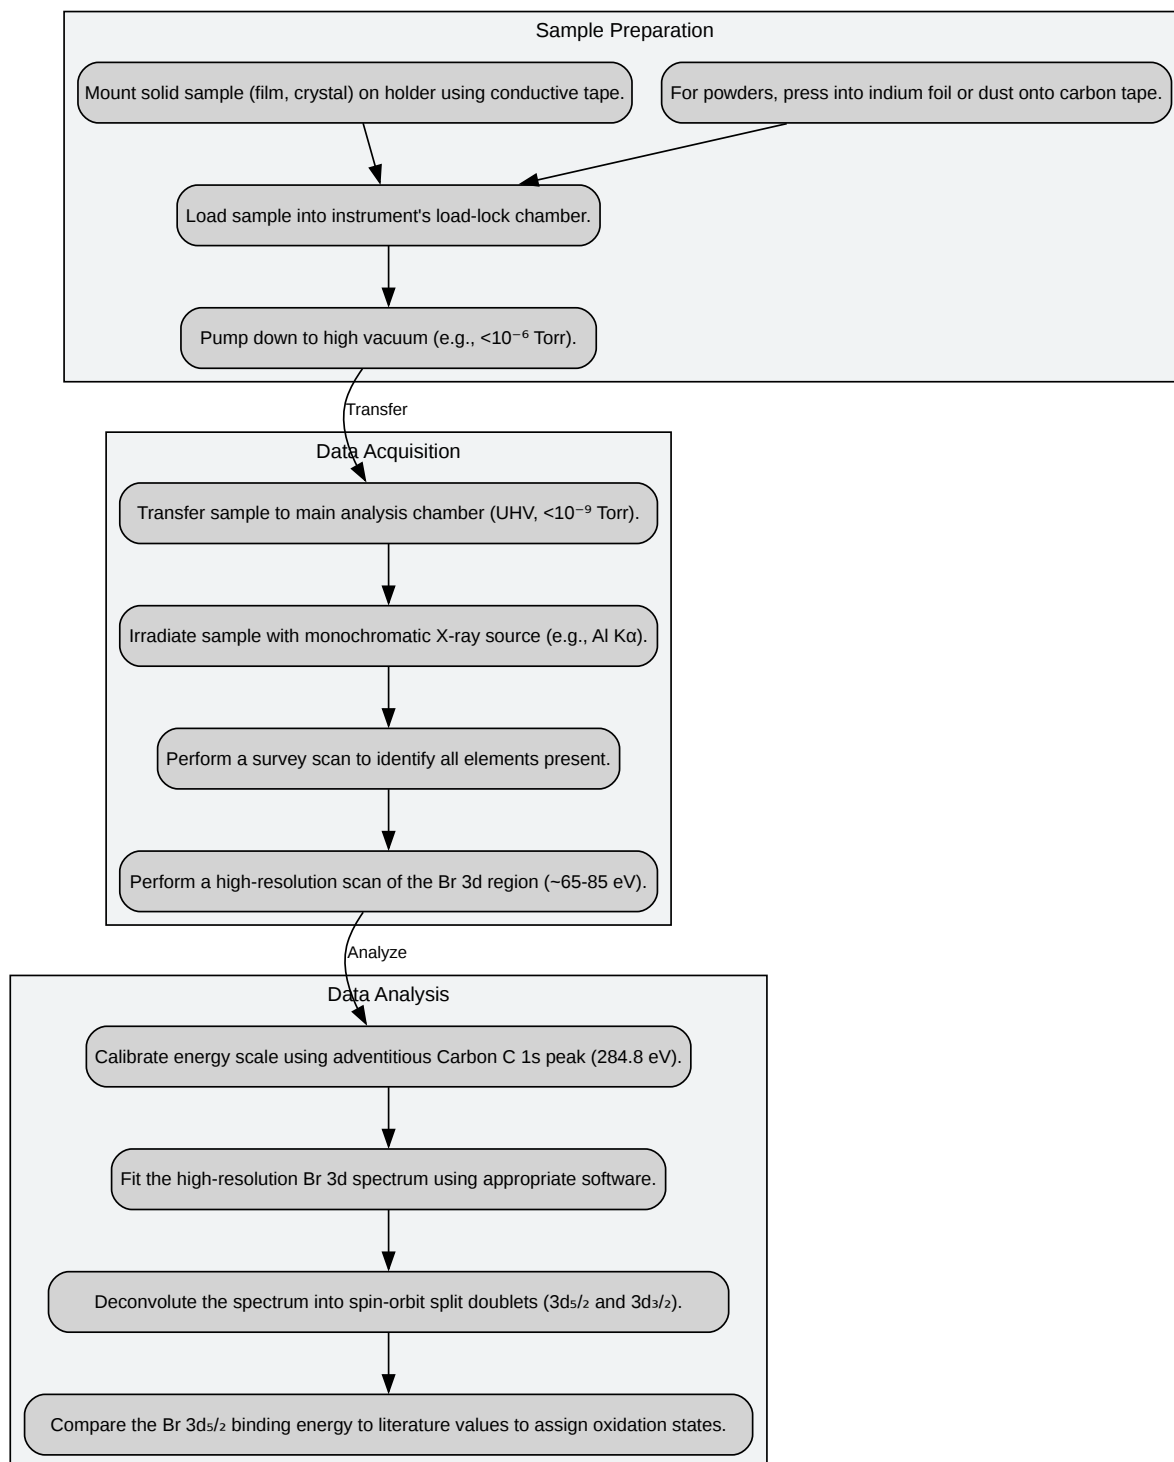 Sample Preparation
Mount solid sample (film, crystal) on holder using conductive tape.
For powders, press into indium foil or dust onto carbon tape.
Load sample into instrument's load-lock chamber.
Pump down to high vacuum (e.g., <10⁻⁶ Torr).
Transfer
Data Acquisition
Transfer sample to main analysis chamber (UHV, <10⁻⁹ Torr).
Irradiate sample with monochromatic X-ray source (e.g., Al Kα).
Perform a survey scan to identify all elements present.
Perform a high-resolution scan of the Br 3d region (~65-85 eV).
Analyze
Data Analysis
Calibrate energy scale using adventitious Carbon C 1s peak (284.8 eV).
Fit the high-resolution Br 3d spectrum using appropriate software.
Deconvolute the spectrum into spin-orbit split doublets (3d₅/₂ and 3d₃/₂).
Compare the Br 3d₅/₂ binding energy to literature values to assign oxidation states.